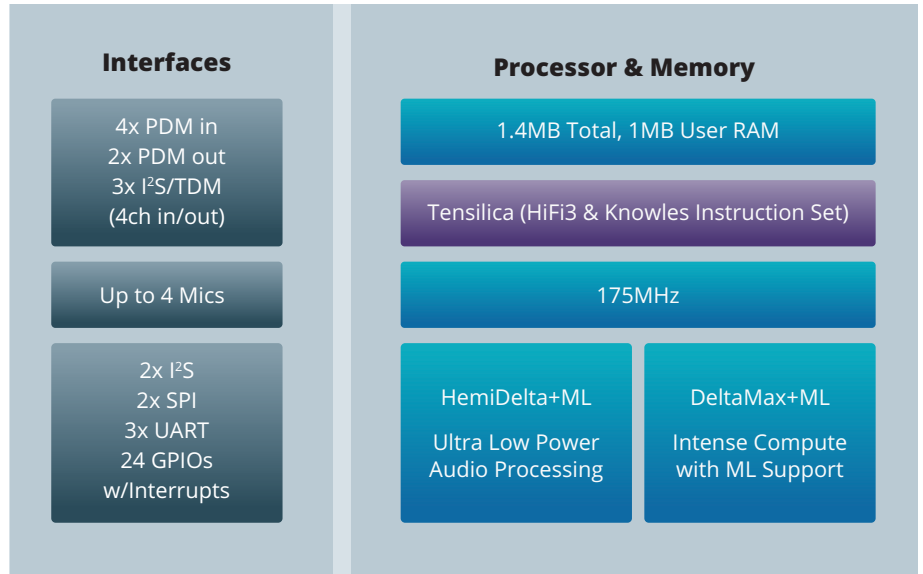 Interfaces
4x PDM in
2x PDM out
3x I²S/TDM
(4ch in/out)
Up to 4 Mics
2x I²S
2x SPI
3x UART
24 GPIOs
w/Interrupts
Processor & Memory
1.4MB Total, 1MB User RAM
Tensilica (HiFi3 & Knowles Instruction Set)
175MHz
HemiDelta+ML
Ultra Low Power
Audio Processing
DeltaMax+ML
Intense Compute
with ML Support